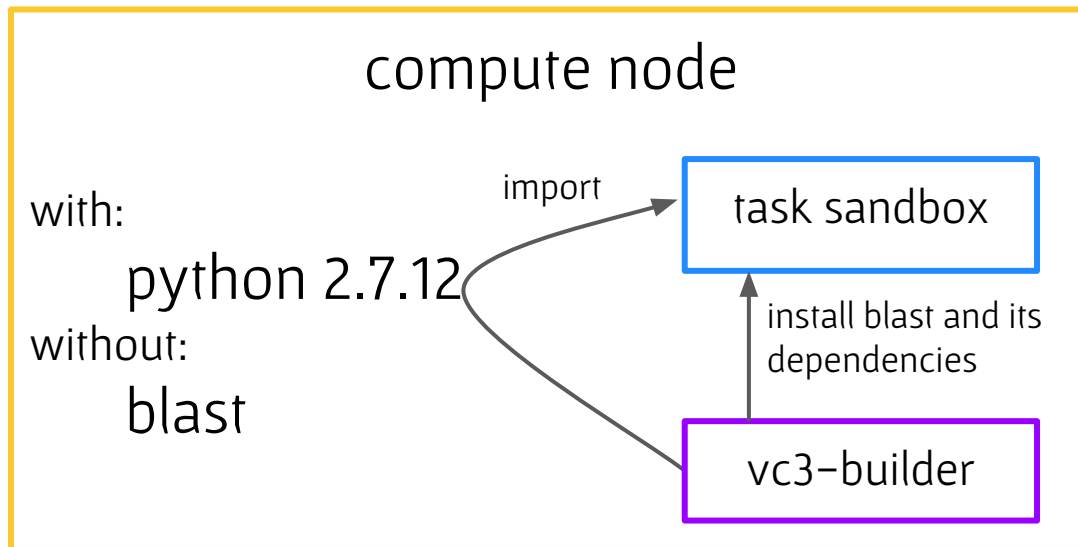 compute node
with:
python 2.7.12
without:
blast
import
task sandbox
install blast and its
dependencies
vc3-builder